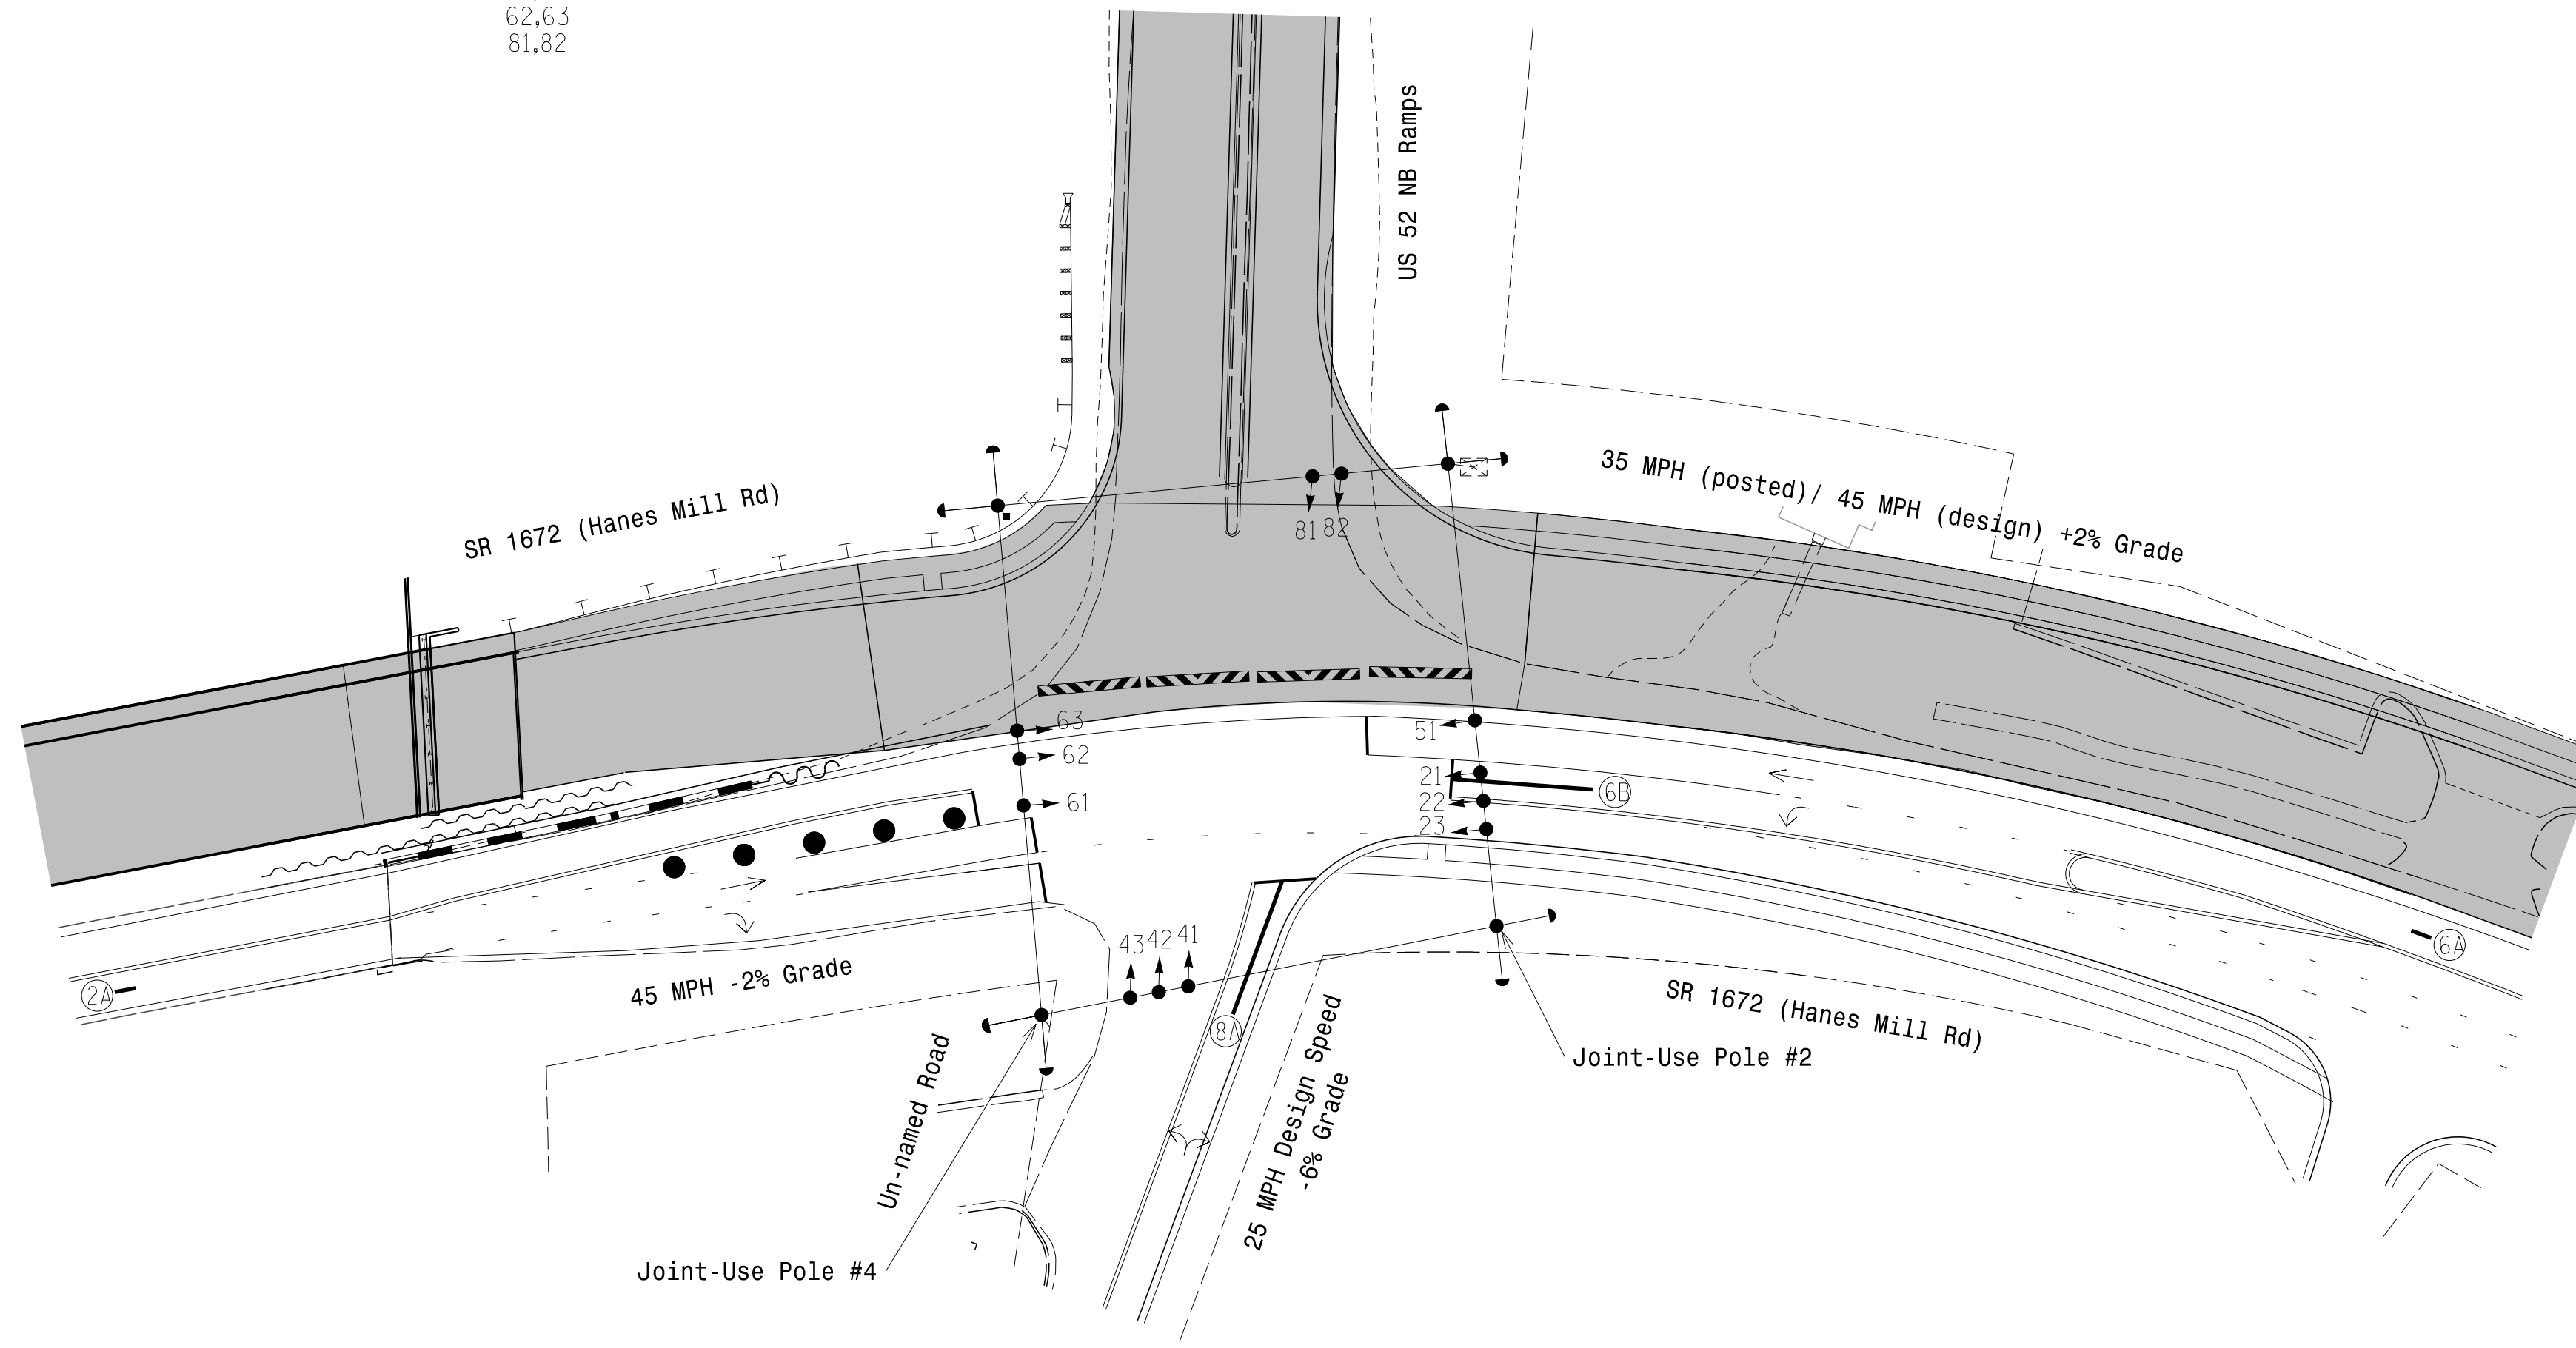 62,63
81,82
US 52 NB Ramps
SR 1672 (Hanes Mill Rd)
35 MPH (posted)/ 45 MPH (design) +2% Grade
81 82
63
62
61
51
21
22
23
6B
6A
2A
45 MPH -2% Grade
43 42 41
8A
SR 1672 (Hanes Mill Rd)
Joint-Use Pole #2
Un-named Road
25 MPH Design Speed
-6% Grade
Joint-Use Pole #4